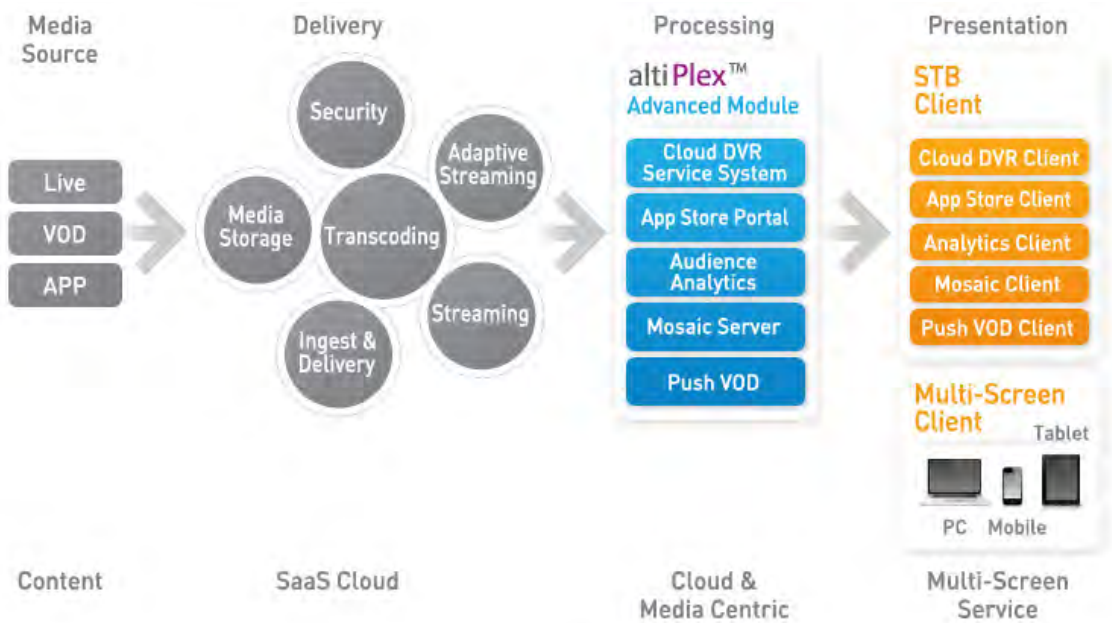 Media
Source
Delivery
Processing
Presentation
Live
VOD
APP
Security
Adaptive
Streaming
Media
Storage
Transcoding
Streaming
Ingest &
Delivery
altiPlex™
Advanced Module
Cloud DVR
Service System
App Store Portal
Audience
Analytics
Mosaic Server
Push VOD
STB
Client
Cloud DVR Client
App Store Client
Analytics Client
Mosaic Client
Push VOD Client
Multi-Screen
Client
Tablet
PC
Mobile
Content
SaaS Cloud
Cloud &
Media Centric
Multi-Screen
Service